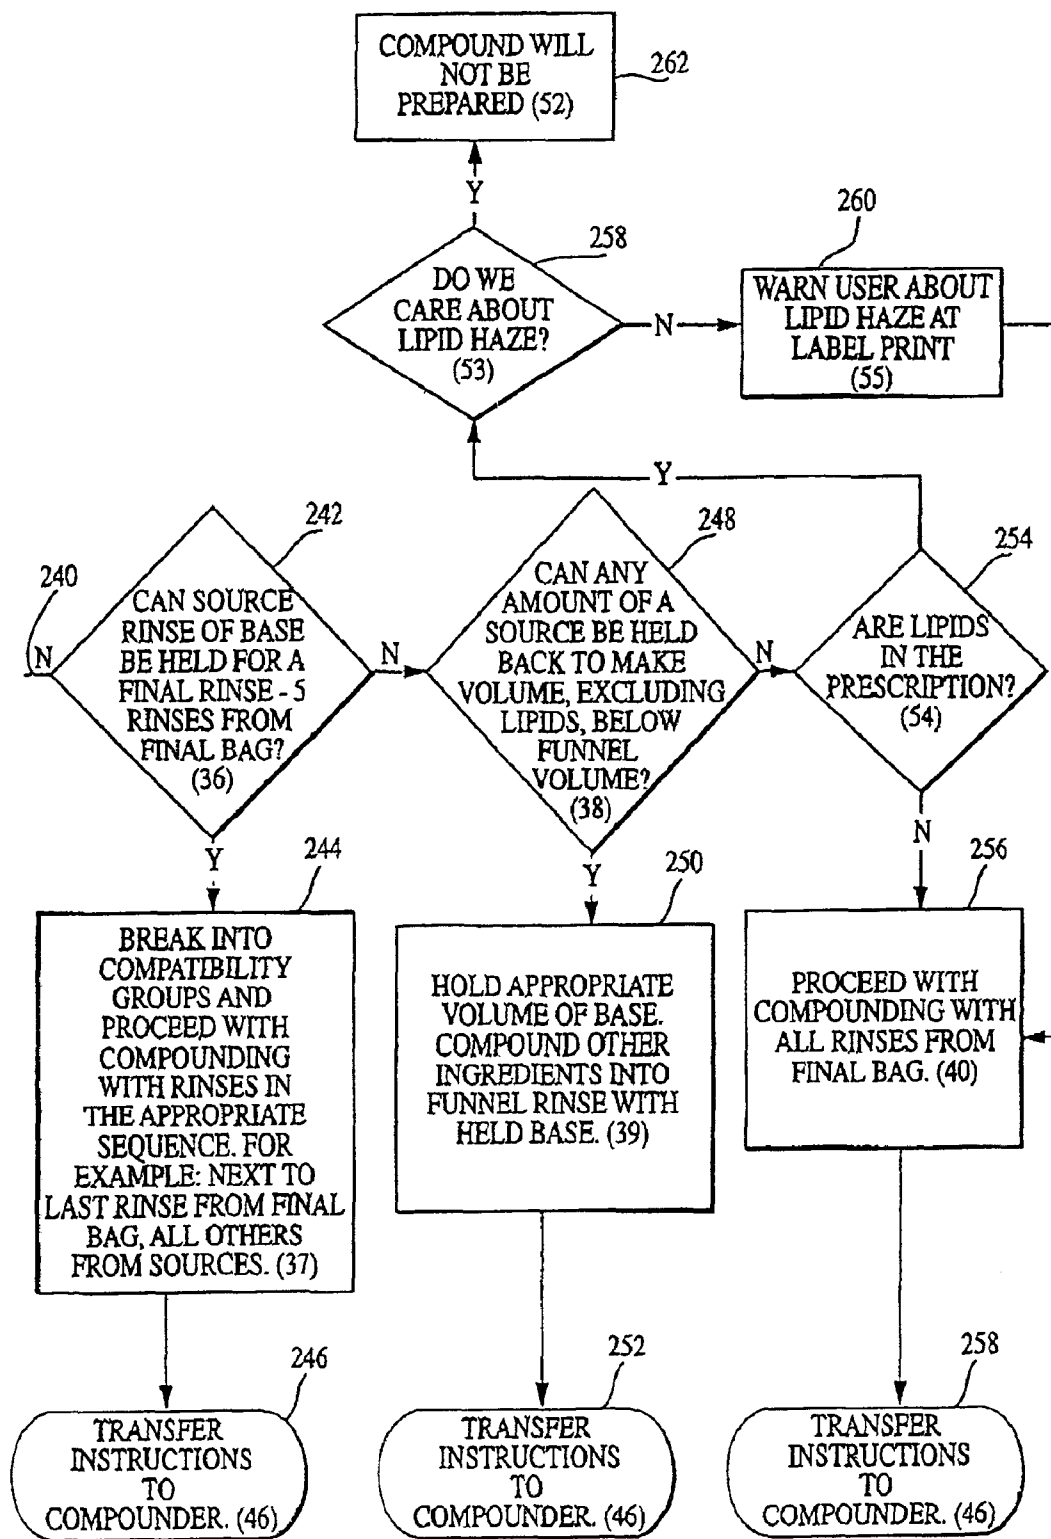 COMPOUND WILL
NOT BE
PREPARED (52)
262
Y
258
DO WE
CARE ABOUT
LIPID HAZE?
(53)
N
260
WARN USER ABOUT
LIPID HAZE AT
LABEL PRINT
(55)
Y
240
N
242
CAN SOURCE
RINSE OF BASE
BE HELD FOR A
FINAL RINSE - 5
RINSES FROM
FINAL BAG?
(36)
N
248
CAN ANY
AMOUNT OF A
SOURCE BE HELD
BACK TO MAKE
VOLUME, EXCLUDING
LIPIDS, BELOW
FUNNEL
VOLUME?
(38)
N
254
ARE LIPIDS
IN THE
PRESCRIPTION?
(54)
Y
244
BREAK INTO
COMPATIBILITY
GROUPS AND
PROCEED WITH
COMPOUNDING
WITH RINSES IN
THE APPROPRIATE
SEQUENCE. FOR
EXAMPLE: NEXT TO
LAST RINSE FROM FINAL
BAG, ALL OTHERS
FROM SOURCES. (37)
Y
250
HOLD APPROPRIATE
VOLUME OF BASE.
COMPOUND OTHER
INGREDIENTS INTO
FUNNEL RINSE WITH
HELD BASE. (39)
N
256
PROCEED WITH
COMPOUNDING WITH
ALL RINSES FROM
FINAL BAG. (40)
246
TRANSFER
INSTRUCTIONS
TO
COMPOUNDER. (46)
252
TRANSFER
INSTRUCTIONS
TO
COMPOUNDER. (46)
258
TRANSFER
INSTRUCTIONS
TO
COMPOUNDER. (46)